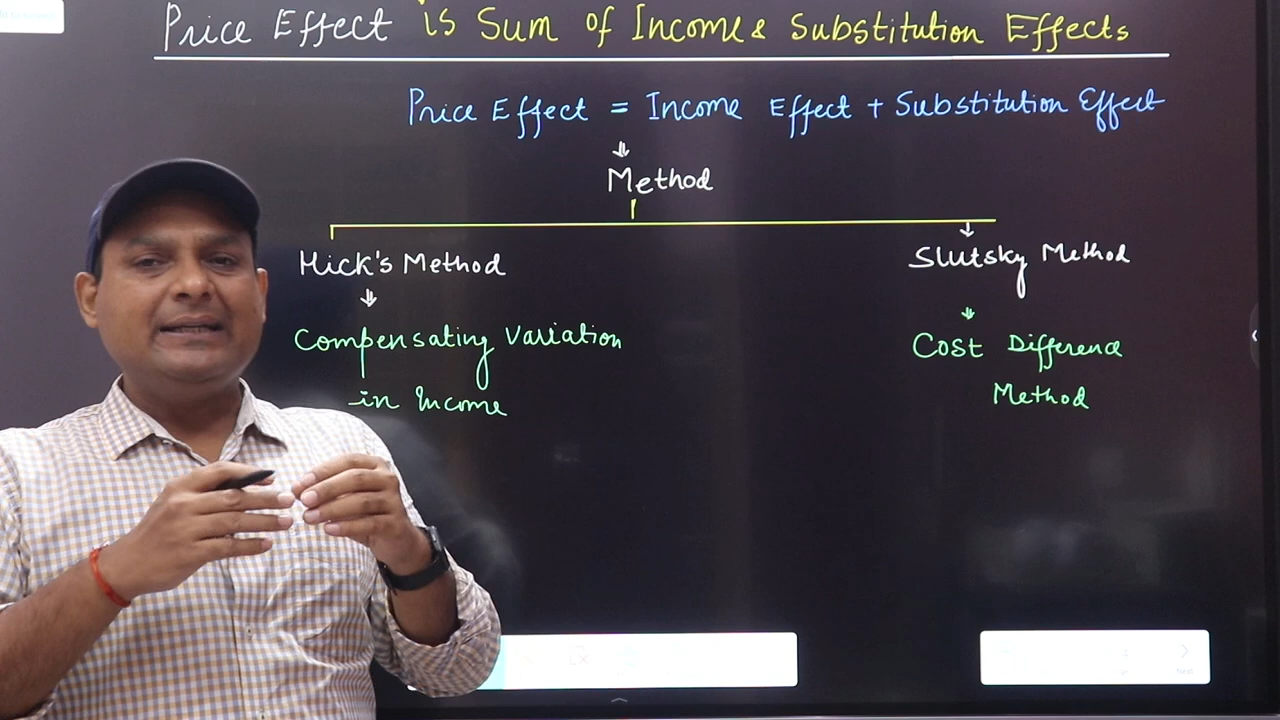 Price Effect is Sum of Income & Substitution Effects
Price Effect = Income Effect + Substitution Effect
Method
Hick's Method
Slutsky Method
Compensating Variation
in Income
Cost Difference
Method